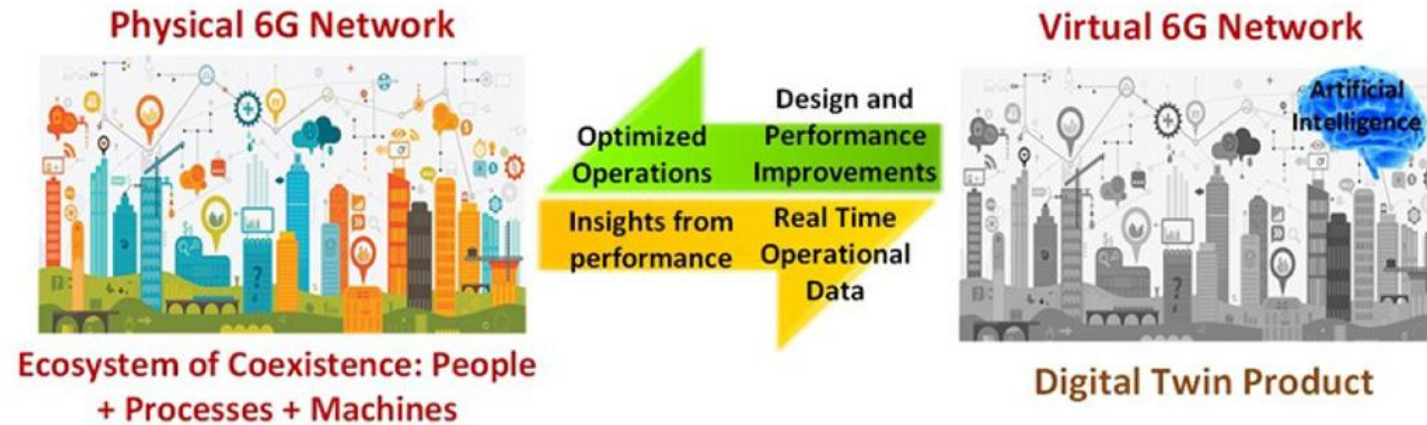 Physical 6G Network
Virtual 6G Network
Artificial
Intelligence
Optimized
Operations
Design and
Performance
Improvements
Insights from
performance
Real Time
Operational
Data
Ecosystem of Coexistence: People
+ Processes + Machines
Digital Twin Product